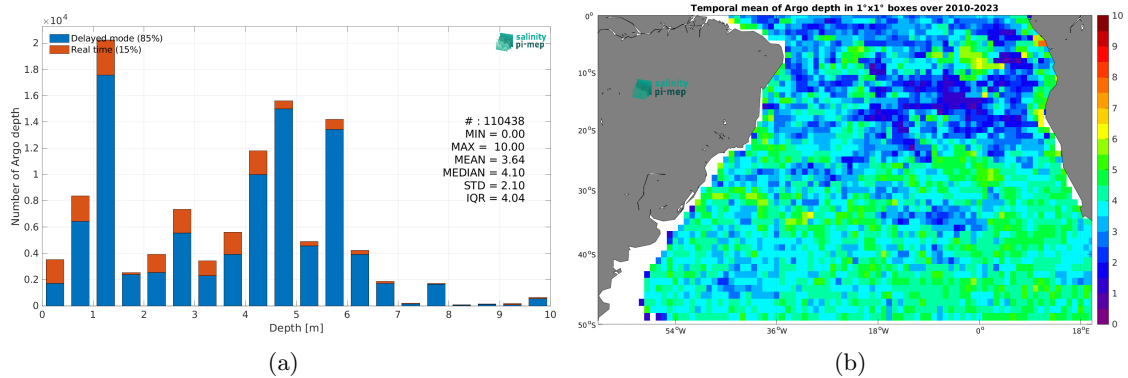 ×10⁴
Delayed mode (85%)
Real time (15%)
salinity
pi-mep
2
1.8
1.6
1.4
1.2
1
0.8
0.6
0.4
0.2
0
Number of Argo depth
# : 110438
MIN = 0.00
MAX = 10.00
MEAN = 3.64
MEDIAN = 4.10
STD = 2.10
IQR = 4.04
0 1 2 3 4 5 6 7 8 9 10
Depth [m]
(a)
Temporal mean of Argo depth in 1°x1° boxes over 2010-2023
0°
10°S
20°S
30°S
40°S
50°S
salinity
pi-mep
54°W 36°W 18°W 0° 18°E
10
9
8
7
6
5
4
3
2
1
0
(b)